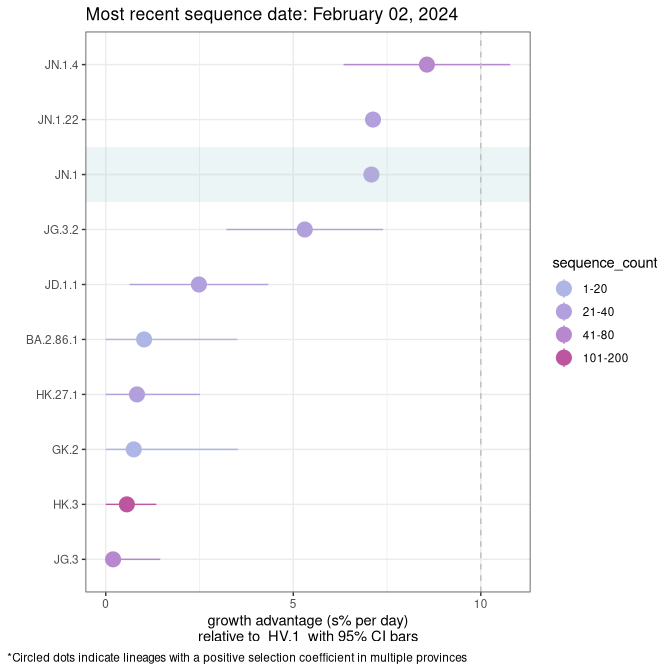 Most recent sequence date: February 02, 2024
JN.1.4
JN.1.22
JN.1
JG.3.2
JD.1.1
BA.2.86.1
HK.27.1
GK.2
HK.3
JG.3
0 5 10
growth advantage (s% per day)
relative to HV.1 with 95% CI bars
sequence_count
1-20
21-40
41-80
101-200
*Circled dots indicate lineages with a positive selection coefficient in multiple provinces